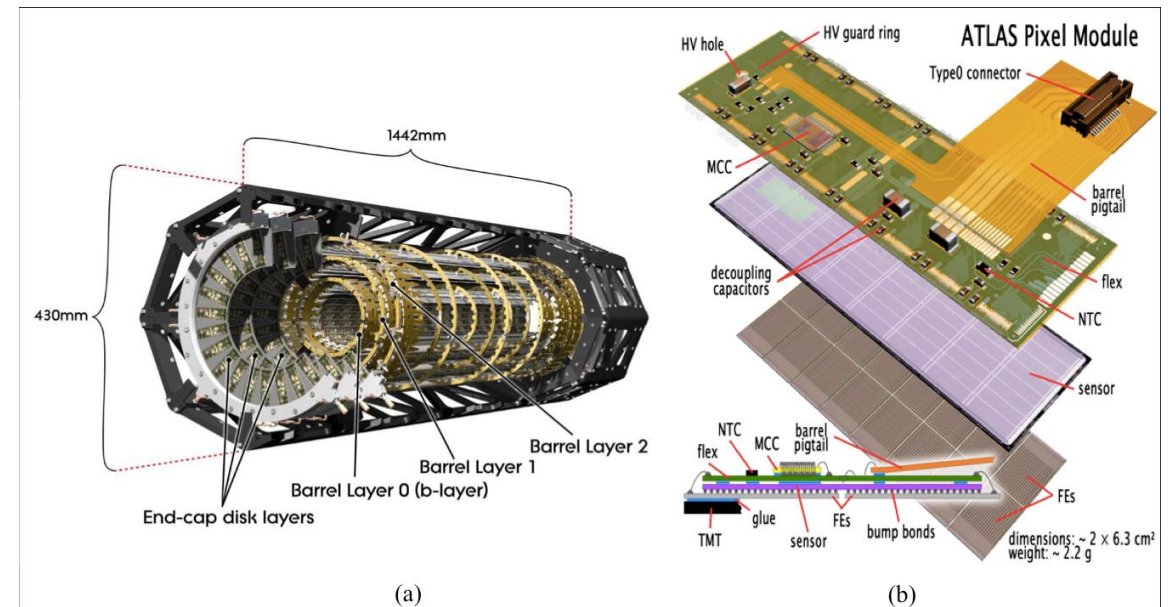 1442mm
430mm
Barrel Layer 2
Barrel Layer 1
Barrel Layer 0 (b-layer)
End-cap disk layers
(a)
ATLAS Pixel Module
HV guard ring
HV hole
Type0 connector
MCC
barrel
pigtail
decoupling
capacitors
flex
NTC
sensor
barrel
pigtail
MCC
NTC
flex
FEs
glue
FEs
TMT
sensor
bump bonds
dimensions: ~ 2 × 6.3 cm²
weight: ~ 2.2 g
(b)